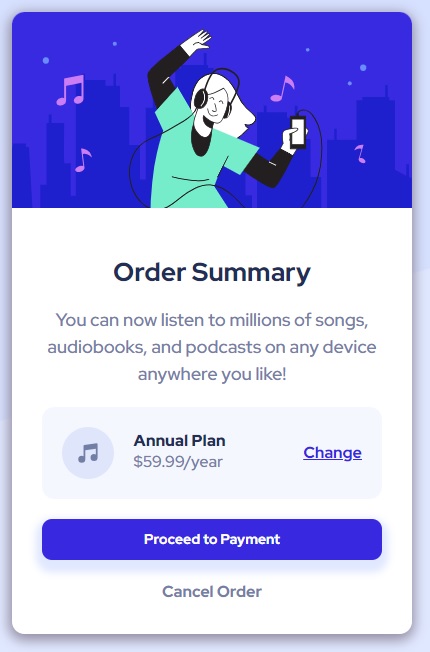 Order Summary
You can now listen to millions of songs,
audiobooks, and podcasts on any device
anywhere you like!
Annual Plan
$59.99/year
Change
Proceed to Payment
Cancel Order